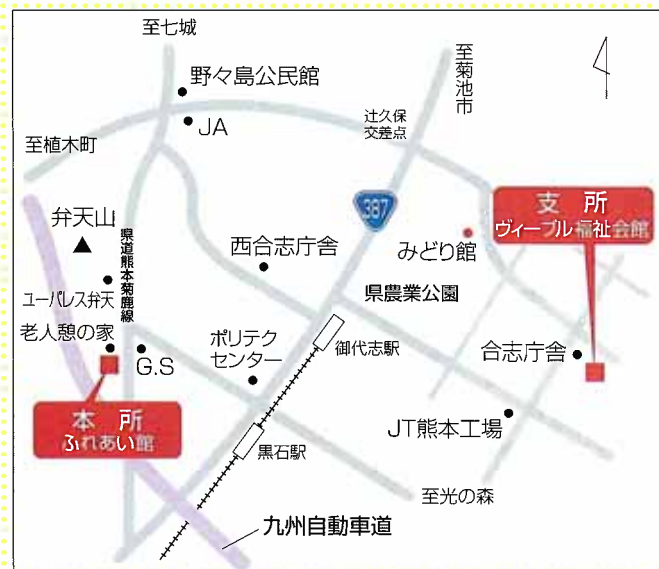 至七城
野々島公民館
JA
至菊池市
辻久保
交差点
至植木町
387
支所
ヴィーブル福祉会館
弁天山
県道熊本菊鹿線
西合志庁舎
みどり館
県農業公園
ユーパレス弁天
老人憩の家
G.S
ポリテク
センター
御代志駅
合志庁舎
本所
ふれあい館
JT熊本工場
黒石駅
至光の森
九州自動車道